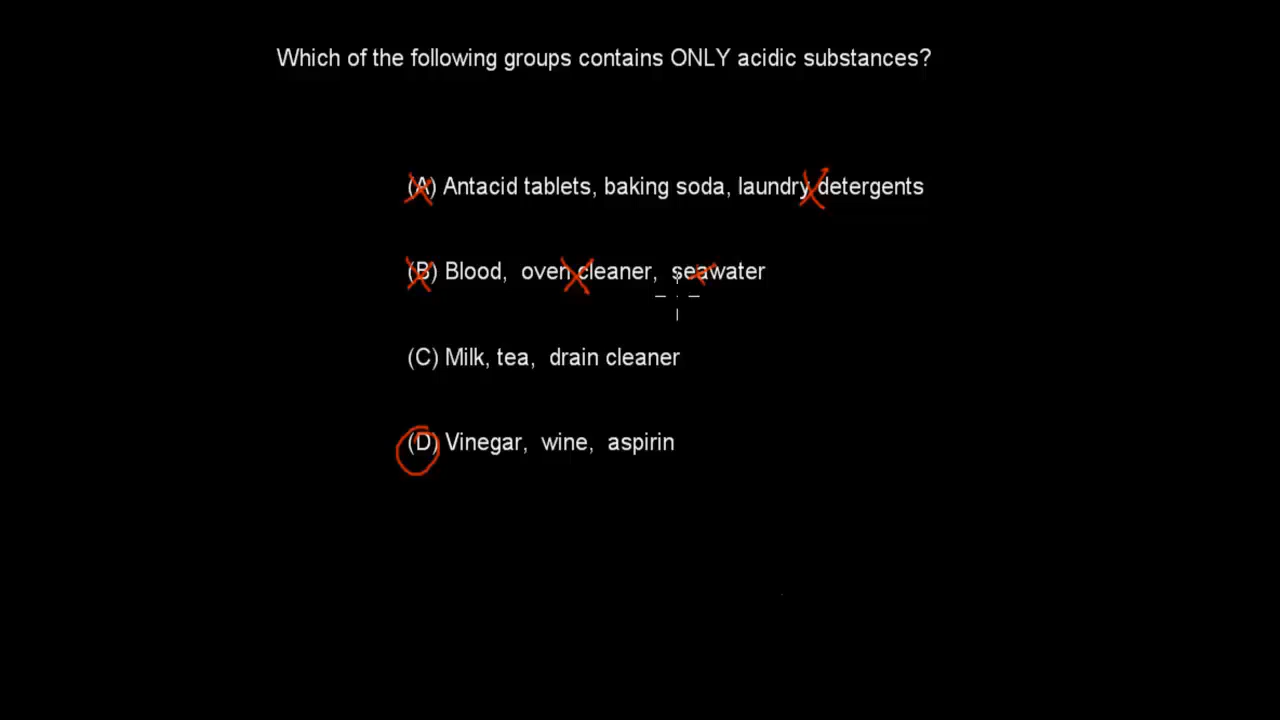 Which of the following groups contains ONLY acidic substances?
(A) Antacid tablets, baking soda, laundry detergents
(B) Blood, oven cleaner, seawater
(C) Milk, tea, drain cleaner
(D) Vinegar, wine, aspirin